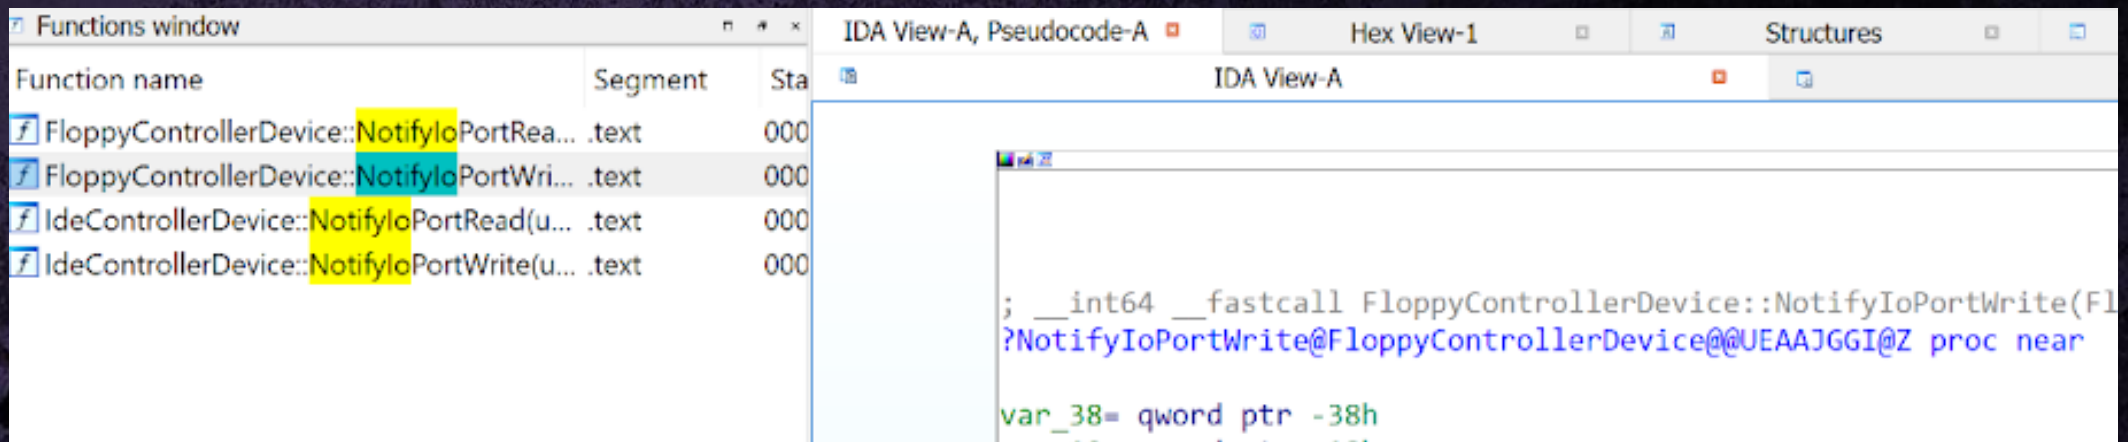 Functions window
Function name Segment Sta
FloppyControllerDevice::NotifyIoPortRea... .text 000
FloppyControllerDevice::NotifyIoPortWri... .text 000
IdeControllerDevice::NotifyIoPortRead(u... .text 000
IdeControllerDevice::NotifyIoPortWrite(u... .text 000
IDA View-A, Pseudocode-A Hex View-1 Structures
IDA View-A
; __int64 __fastcall FloppyControllerDevice::NotifyIoPortWrite(Fl
?NotifyIoPortWrite@FloppyControllerDevice@@UEAAJGGI@Z proc near
var_38= qword ptr -38h